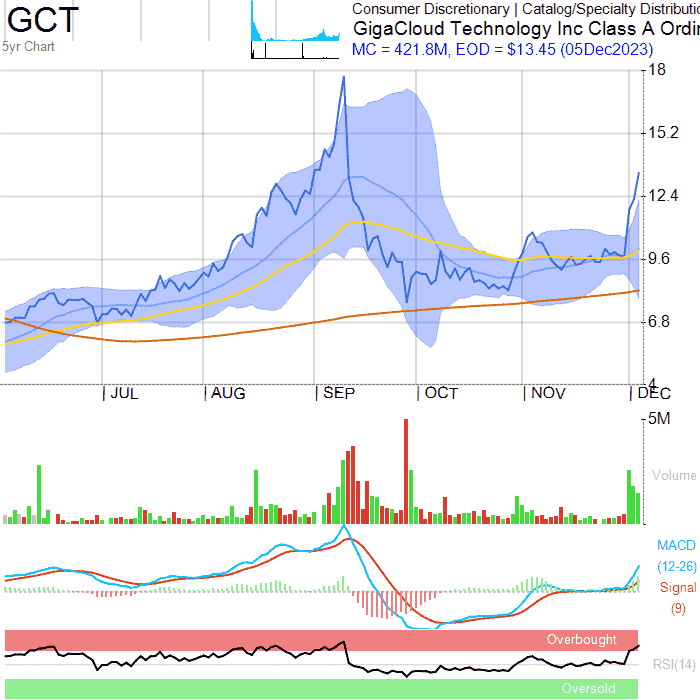 GCT
5yr Chart
Consumer Discretionary | Catalog/Specialty Distributio
GigaCloud Technology Inc Class A Ordin
MC = 421.8M, EOD = $13.45 (05Dec2023)
18
15.2
12.4
9.6
6.8
4
JUL AUG SEP OCT NOV DEC
5M
Volume
MACD
(12-26)
Signal
(9)
Overbought
RSI(14)
Oversold